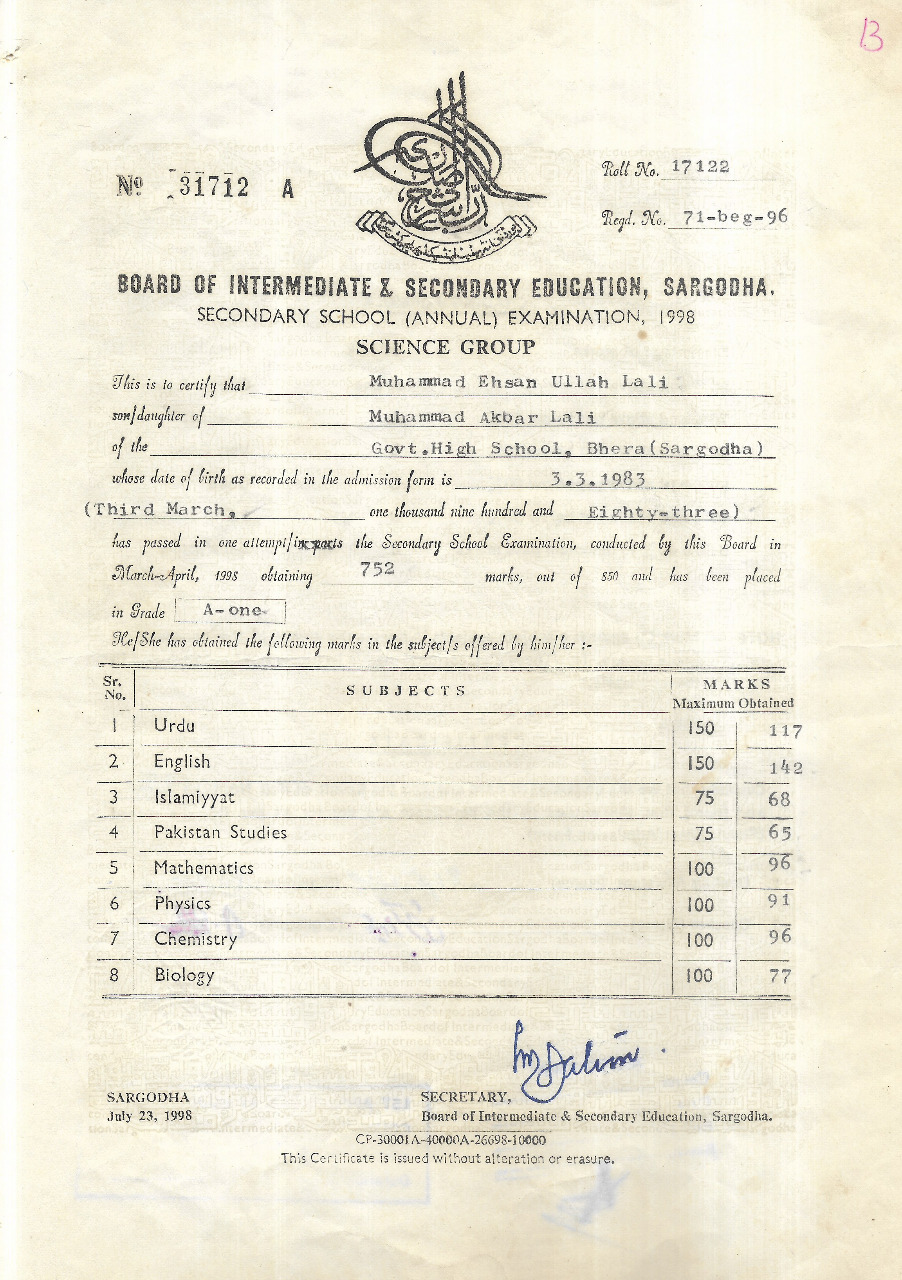 B
Nº 31712 A
Roll No. 17122
Regd. No. 71-beg-96
BOARD OF INTERMEDIATE & SECONDARY EDUCATION, SARGODHA.
SECONDARY SCHOOL (ANNUAL) EXAMINATION, 1998
SCIENCE GROUP
This is to certify that Muhammad Ehsan Ullah Lali
son/daughter of Muhammad Akbar Lali
of the Govt.High School, Bhera(Sargodha)
whose date of birth as recorded in the admission form is 3.3.1983
(Third March, one thousand nine hundred and Eighty-three)
has passed in one attempt/in parts the Secondary School Examination, conducted by this Board in
March-April, 1998 obtaining 752 marks, out of 850 and has been placed
in Grade A-one
He/She has obtained the following marks in the subject/s offered by him/her :-
Sr. No. SUBJECTS MARKS
Maximum Obtained
1 Urdu 150 117
2 English 150 142
3 Islamiyyat 75 68
4 Pakistan Studies 75 65
5 Mathematics 100 96
6 Physics 100 91
7 Chemistry 100 96
8 Biology 100 77
SARGODHA SECRETARY,
July 23, 1998 Board of Intermediate & Secondary Education, Sargodha.
CP-30001A-40000A-26698-10000
This Certificate is issued without alteration or erasure.